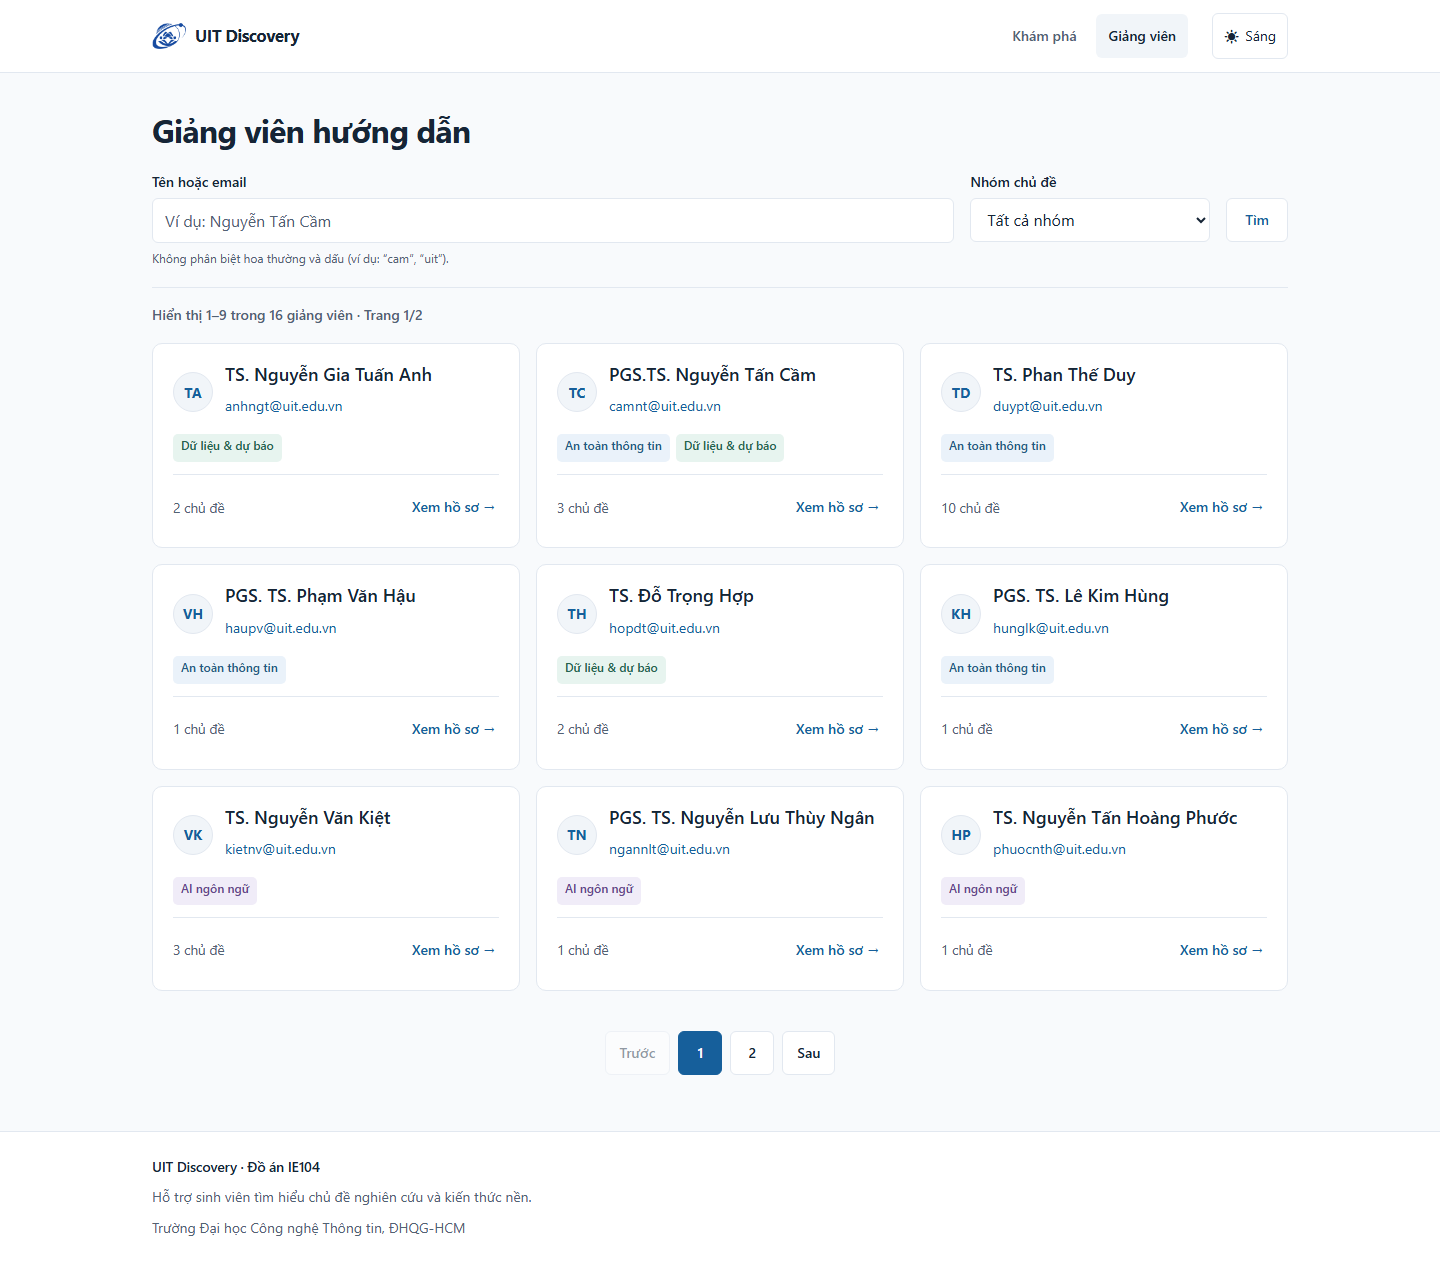 UIT Discovery
Khám phá
Giảng viên
Sáng
Giảng viên hướng dẫn
Tên hoặc email
Nhóm chủ đề
Ví dụ: Nguyễn Tấn Cầm
Tất cả nhóm
Tìm
Không phân biệt hoa thường và dấu (ví dụ: “cam”, “uit”).
Hiển thị 1–9 trong 16 giảng viên · Trang 1/2
TA
TS. Nguyễn Gia Tuấn Anh
anhngt@uit.edu.vn
Dữ liệu & dự báo
2 chủ đề
Xem hồ sơ →
TC
PGS.TS. Nguyễn Tấn Cầm
camnt@uit.edu.vn
An toàn thông tin
Dữ liệu & dự báo
3 chủ đề
Xem hồ sơ →
TD
TS. Phan Thế Duy
duypt@uit.edu.vn
An toàn thông tin
10 chủ đề
Xem hồ sơ →
VH
PGS. TS. Phạm Văn Hậu
haupv@uit.edu.vn
An toàn thông tin
1 chủ đề
Xem hồ sơ →
TH
TS. Đỗ Trọng Hợp
hopdt@uit.edu.vn
Dữ liệu & dự báo
2 chủ đề
Xem hồ sơ →
KH
PGS. TS. Lê Kim Hùng
hunglk@uit.edu.vn
An toàn thông tin
1 chủ đề
Xem hồ sơ →
VK
TS. Nguyễn Văn Kiệt
kietnv@uit.edu.vn
AI ngôn ngữ
3 chủ đề
Xem hồ sơ →
TN
PGS. TS. Nguyễn Lưu Thùy Ngân
ngannlt@uit.edu.vn
AI ngôn ngữ
1 chủ đề
Xem hồ sơ →
HP
TS. Nguyễn Tấn Hoàng Phước
phuocnth@uit.edu.vn
AI ngôn ngữ
1 chủ đề
Xem hồ sơ →
Trước
1
2
Sau
UIT Discovery · Đồ án IE104
Hỗ trợ sinh viên tìm hiểu chủ đề nghiên cứu và kiến thức nền.
Trường Đại học Công nghệ Thông tin, ĐHQG-HCM